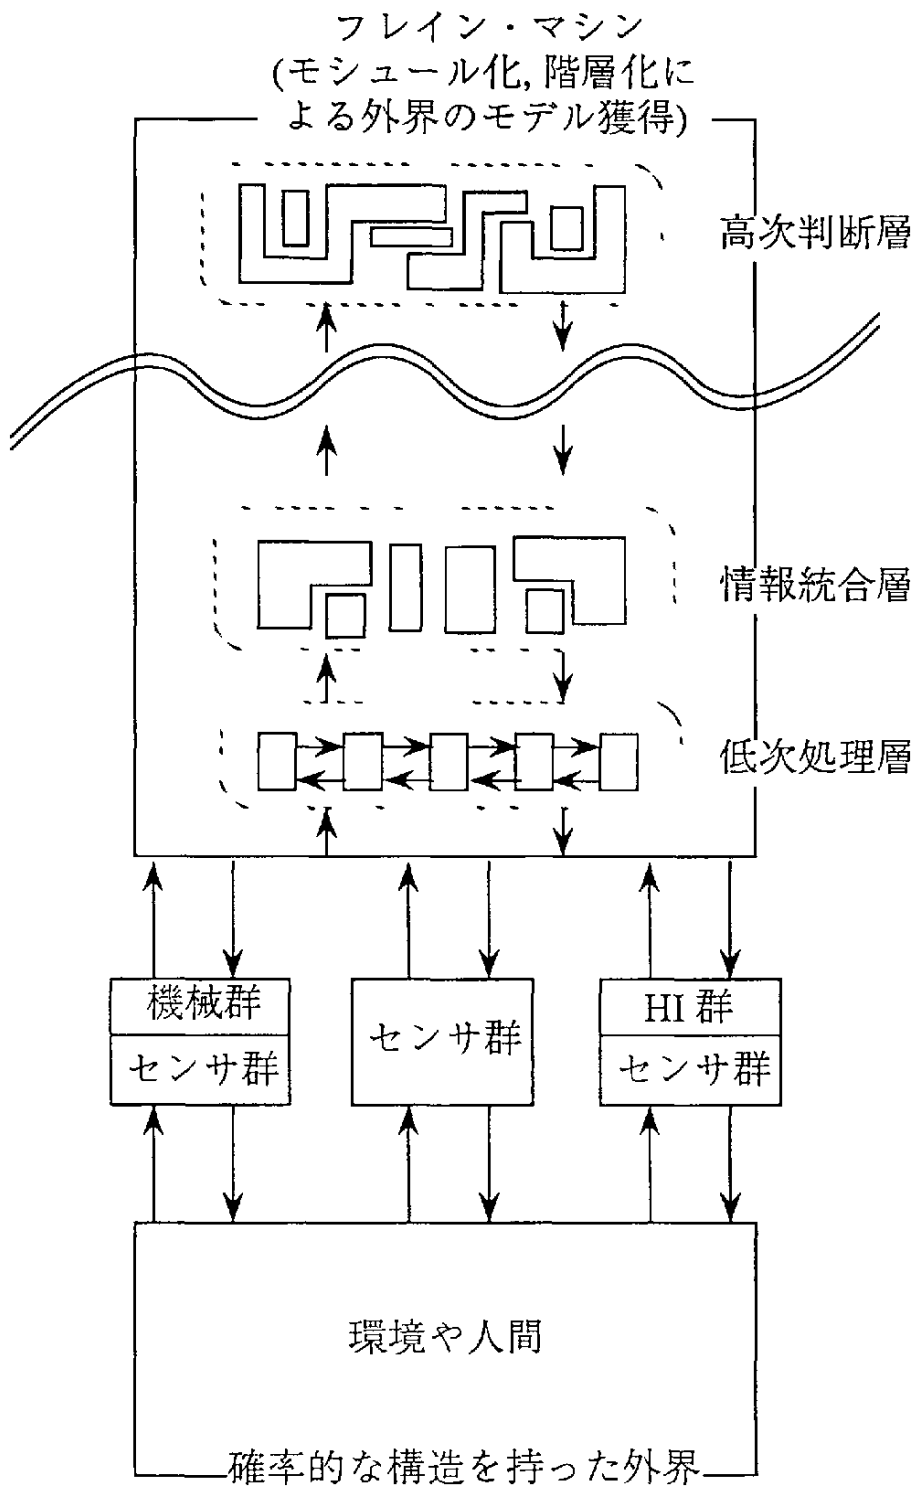 フレイン・マシン
(モシュール化, 階層化に
よる外界のモデル獲得)
高次判断層
情報統合層
低次処理層
機械群
センサ群
センサ群
HI 群
センサ群
環境や人間
確率的な構造を持った外界